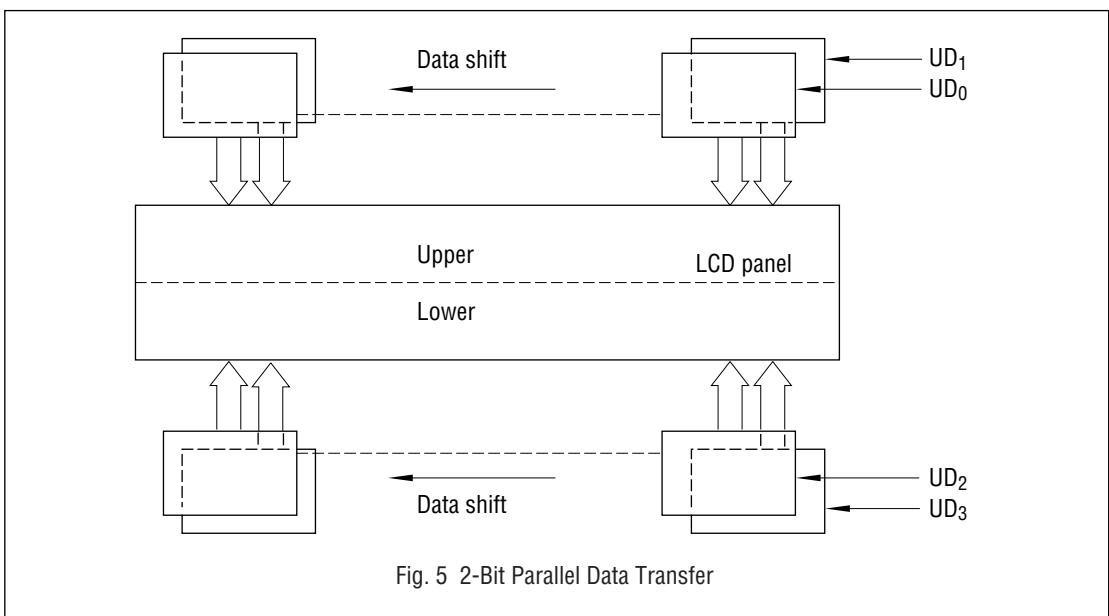 Data shift
UD₁
UD₀
Upper
LCD panel
Lower
Data shift
UD₂
UD₃
Fig. 5 2-Bit Parallel Data Transfer